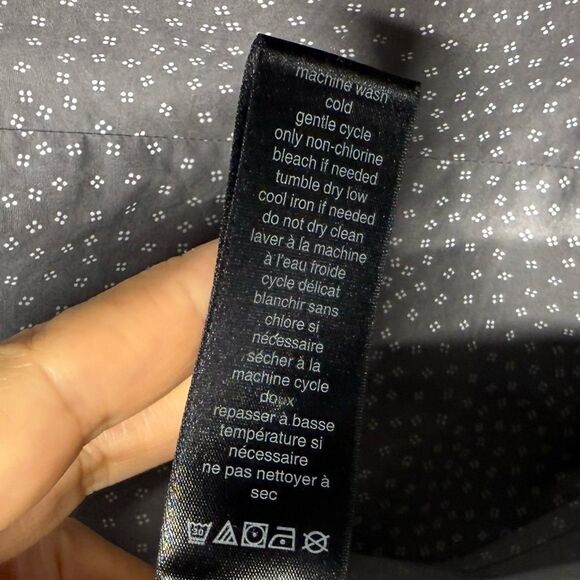 machine wash
cold
gentle cycle
only non-chlorine
bleach if needed
tumble dry low
cool iron if needed
do not dry clean
laver à la machine
à l'eau froide
cycle délicat
blanchir sans
chlore si
nécessaire
sécher à la
machine cycle
doux
repasser à basse
température si
nécessaire
ne pas nettoyer à
sec
30